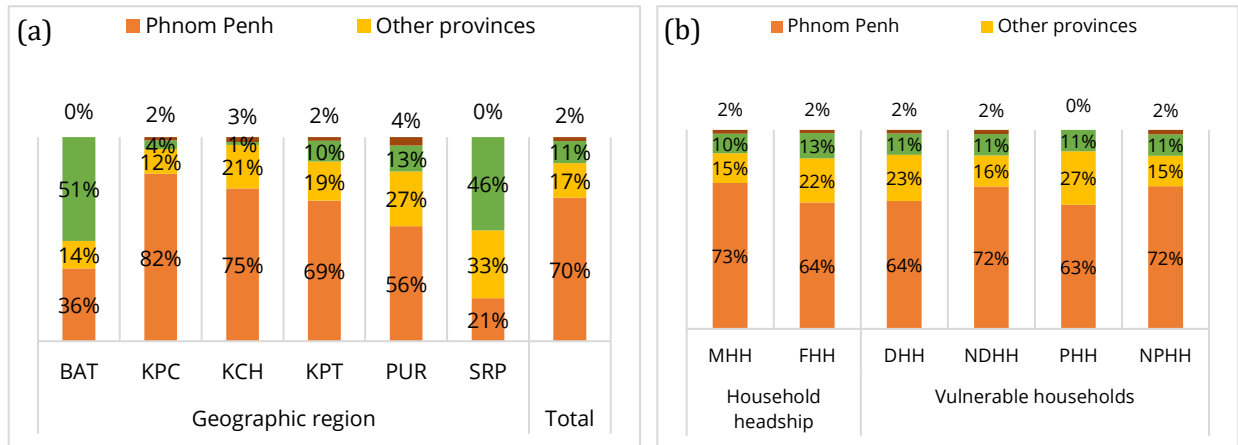 (a)
Phnom Penh
Other provinces
0% 2% 3% 2% 4% 0% 2%
51% 4% 1% 10% 13% 46% 11%
14% 12% 21% 19% 27% 33% 17%
36% 82% 75% 69% 56% 21% 70%
BAT KPC KCH KPT PUR SRP
Geographic region Total
(b)
Phnom Penh
Other provinces
2% 2% 2% 2% 0% 2%
10% 13% 11% 11% 11% 11%
15% 22% 23% 16% 27% 15%
73% 64% 64% 72% 63% 72%
MHH FHH DHH NDHH PHH NPHH
Household headship
Vulnerable households